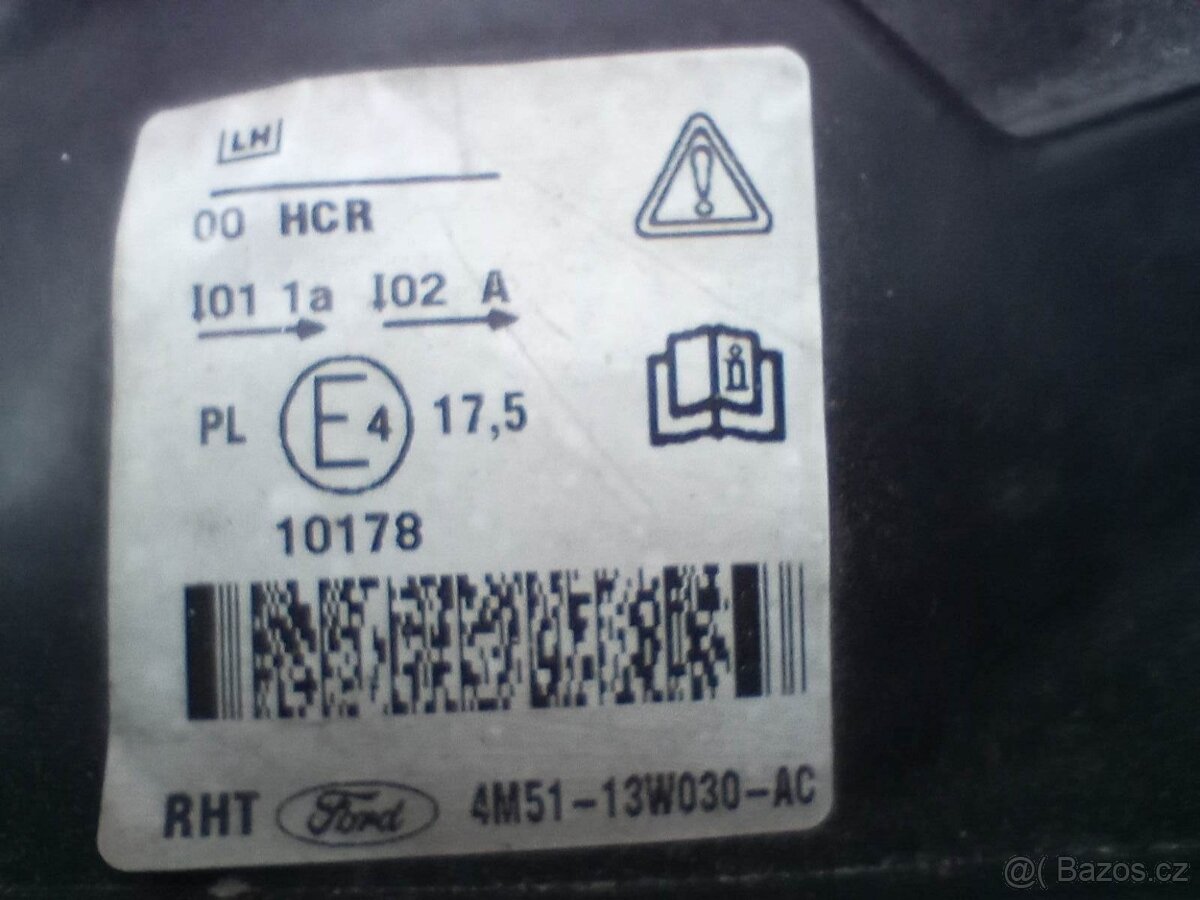 LH
00 HCR
I01 1a I02 A
PL E4 17,5
10178
RHT Ford 4M51-13W030-AC
@( Bazos.cz